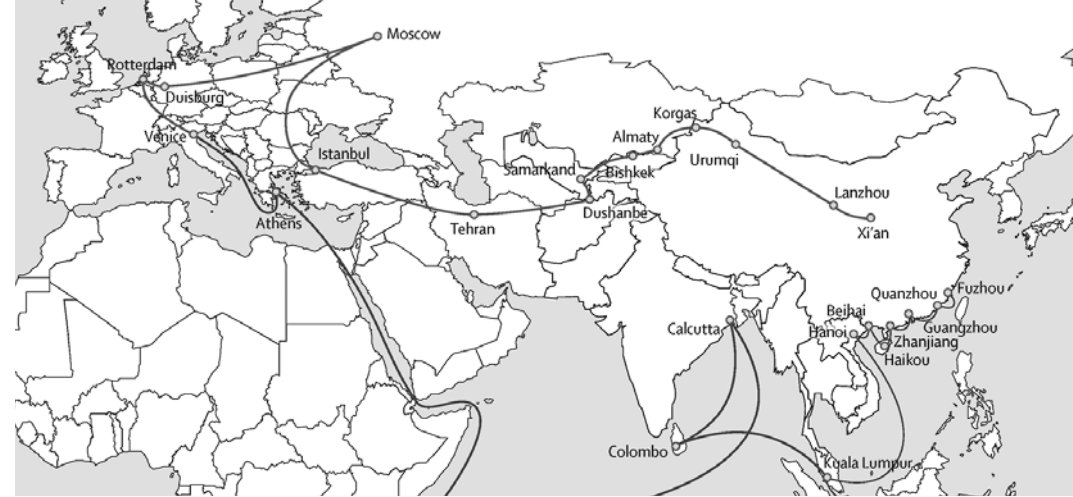 Moscow
Rotterdam
Duisburg
Venice
Istanbul
Athens
Tehran
Samarkand
Dushanbe
Bishkek
Almaty
Korgas
Urumqi
Lanzhou
Xi'an
Fuzhou
Quanzhou
Guangzhou
Beihai
Zhanjiang
Haikou
Hanoi
Calcutta
Colombo
Kuala Lumpur